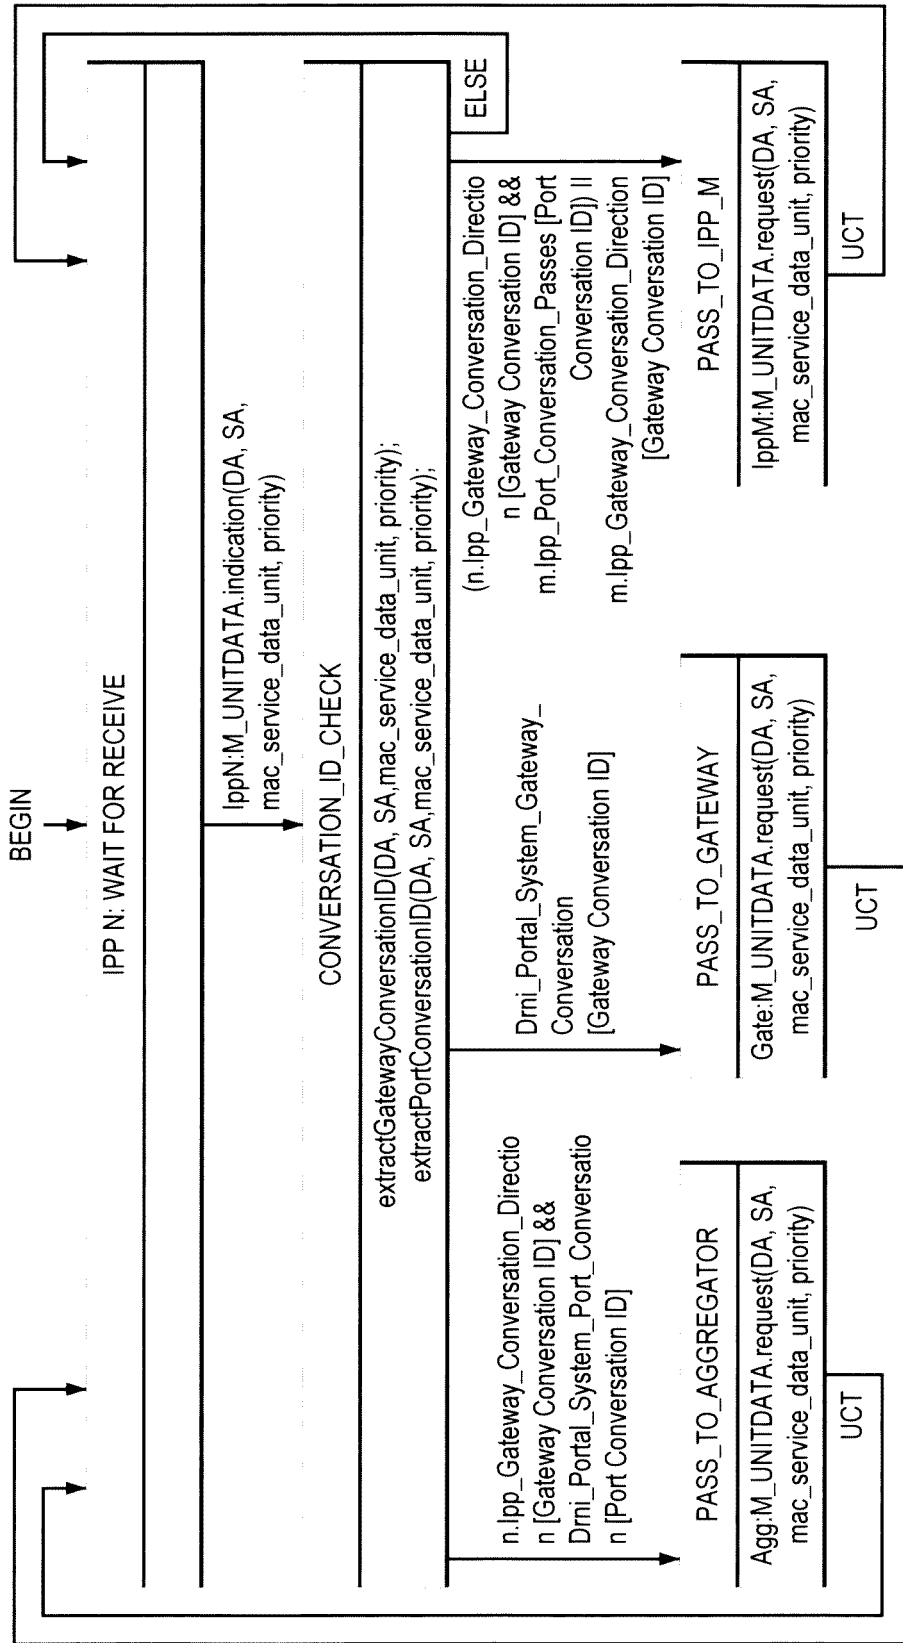 BEGIN
IPP N: WAIT FOR RECEIVE
IppN:M_UNITDATA.indication(DA, SA,
mac_service_data_unit, priority)
CONVERSATION_ID_CHECK
extractGatewayConversationID(DA, SA,mac_service_data_unit, priority);
extractPortConversationID(DA, SA,mac_service_data_unit, priority);
ELSE
n.Ipp_Gateway_Conversation_Directio
n [Gateway Conversation ID] &&
Drni_Portal_System_Port_Conversatio
n [Port Conversation ID]
PASS_TO_AGGREGATOR
Agg:M_UNITDATA.request(DA, SA,
mac_service_data_unit, priority)
UCT
Drni_Portal_System_Gateway_
Conversation
[Gateway Conversation ID]
PASS_TO_GATEWAY
Gate:M_UNITDATA.request(DA, SA,
mac_service_data_unit, priority)
UCT
(n.Ipp_Gateway_Conversation_Directio
n [Gateway Conversation ID] &&
m.Ipp_Port_Conversation_Passes [Port
Conversation ID]) ||
m.Ipp_Gateway_Conversation_Direction
[Gateway Conversation ID]
PASS_TO_IPP_M
IppM:M_UNITDATA.request(DA, SA,
mac_service_data_unit, priority)
UCT